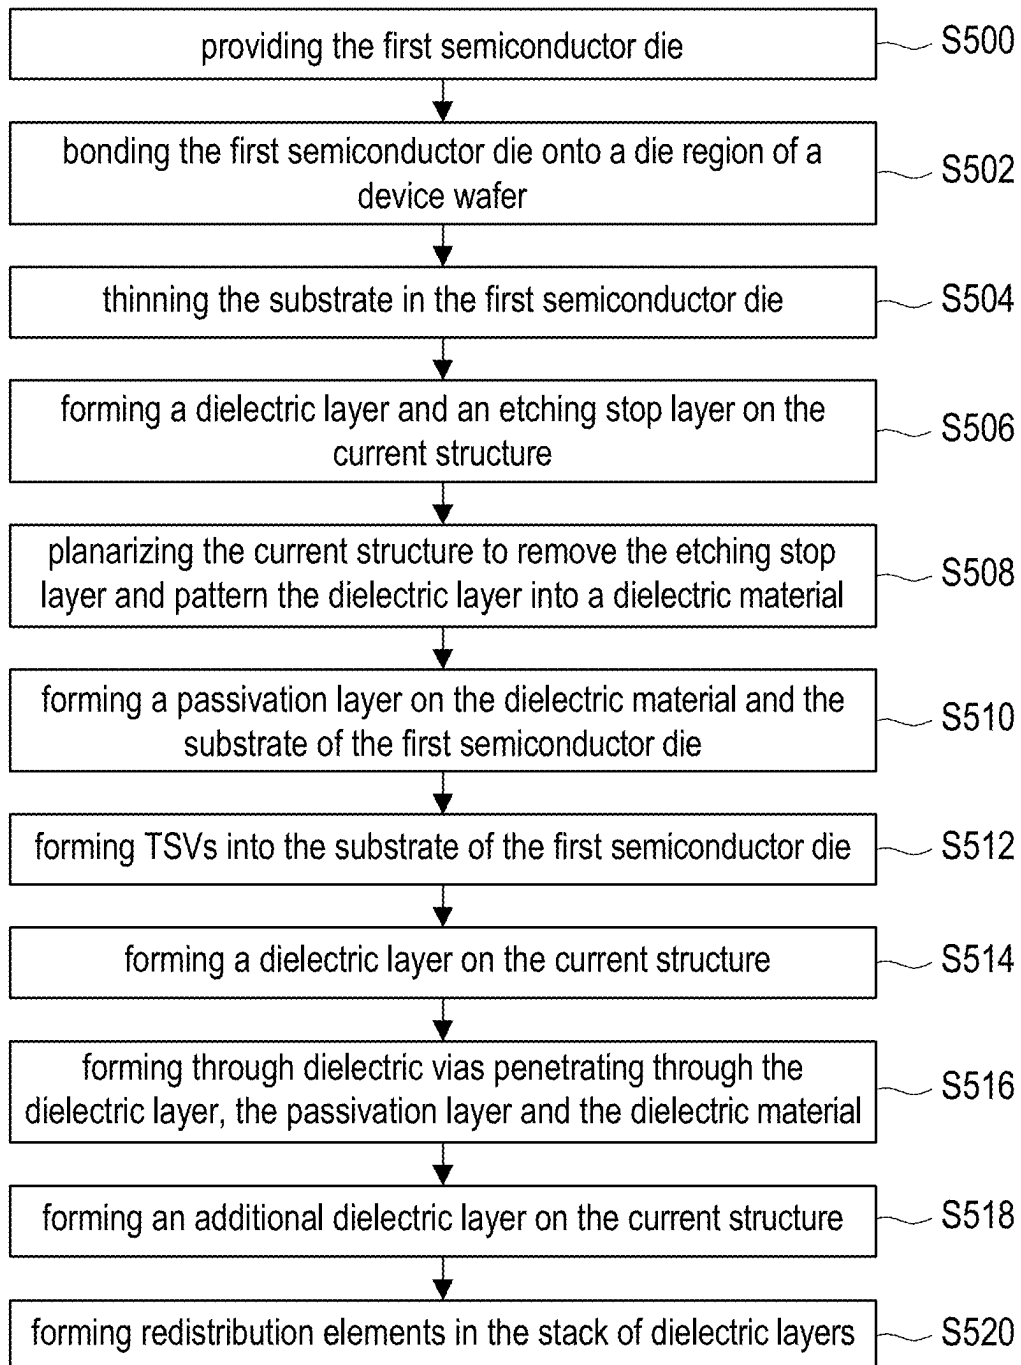 providing the first semiconductor die
S500
bonding the first semiconductor die onto a die region of a
device wafer
S502
thinning the substrate in the first semiconductor die
S504
forming a dielectric layer and an etching stop layer on the
current structure
S506
planarizing the current structure to remove the etching stop
layer and pattern the dielectric layer into a dielectric material
S508
forming a passivation layer on the dielectric material and the
substrate of the first semiconductor die
S510
forming TSVs into the substrate of the first semiconductor die
S512
forming a dielectric layer on the current structure
S514
forming through dielectric vias penetrating through the
dielectric layer, the passivation layer and the dielectric material
S516
forming an additional dielectric layer on the current structure
S518
forming redistribution elements in the stack of dielectric layers
S520